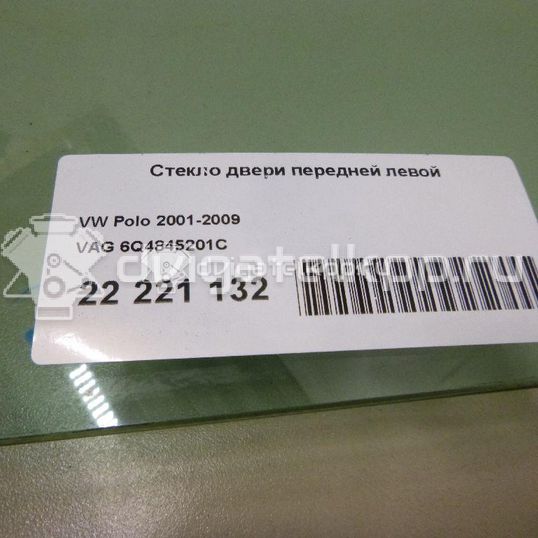 Стекло двери передней левой
VW Polo 2001-2009
VAG 6Q4845201C
22 221 132